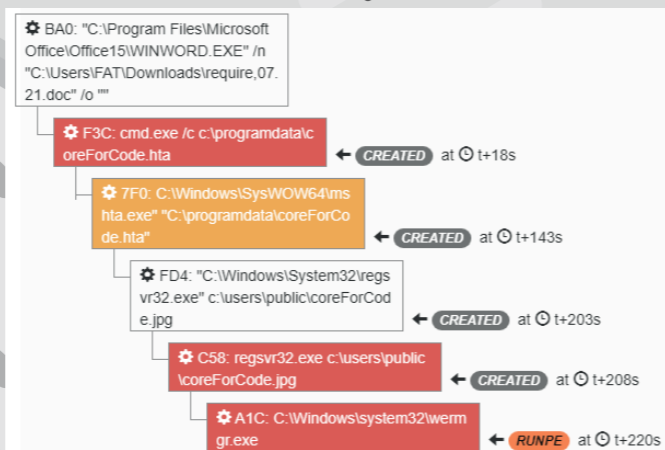 BA0: "C:\Program Files\Microsoft
Office\Office15\WINWORD.EXE" /n
"C:\Users\FAT\Downloads\require,07.
21.doc" /o ""
F3C: cmd.exe /c c:\programdata\c
oreForCode.hta
CREATED at t+18s
7F0: C:\Windows\SysWOW64\ms
hta.exe" "C:\programdata\coreForCo
de.hta"
CREATED at t+143s
FD4: "C:\Windows\System32\regs
vr32.exe" c:\users\public\coreForCod
e.jpg
CREATED at t+203s
C58: regsvr32.exe c:\users\public
\coreForCode.jpg
CREATED at t+208s
A1C: C:\Windows\system32\werm
gr.exe
RUNPE at t+220s